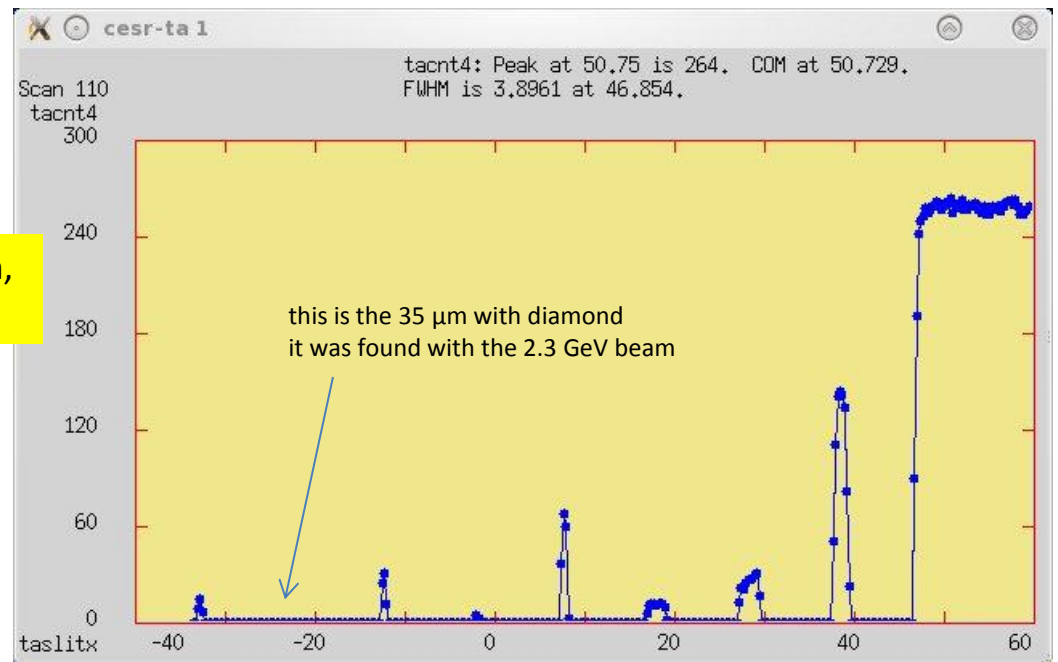 cesr-ta 1
tacnt4: Peak at 50.75 is 264. COM at 50.729.
FWHM is 3.8961 at 46.854.
Scan 110
tacnt4
300
240
180
120
60
0
this is the 35 µm with diamond
it was found with the 2.3 GeV beam
taslitx
-40 -20 0 20 40 60